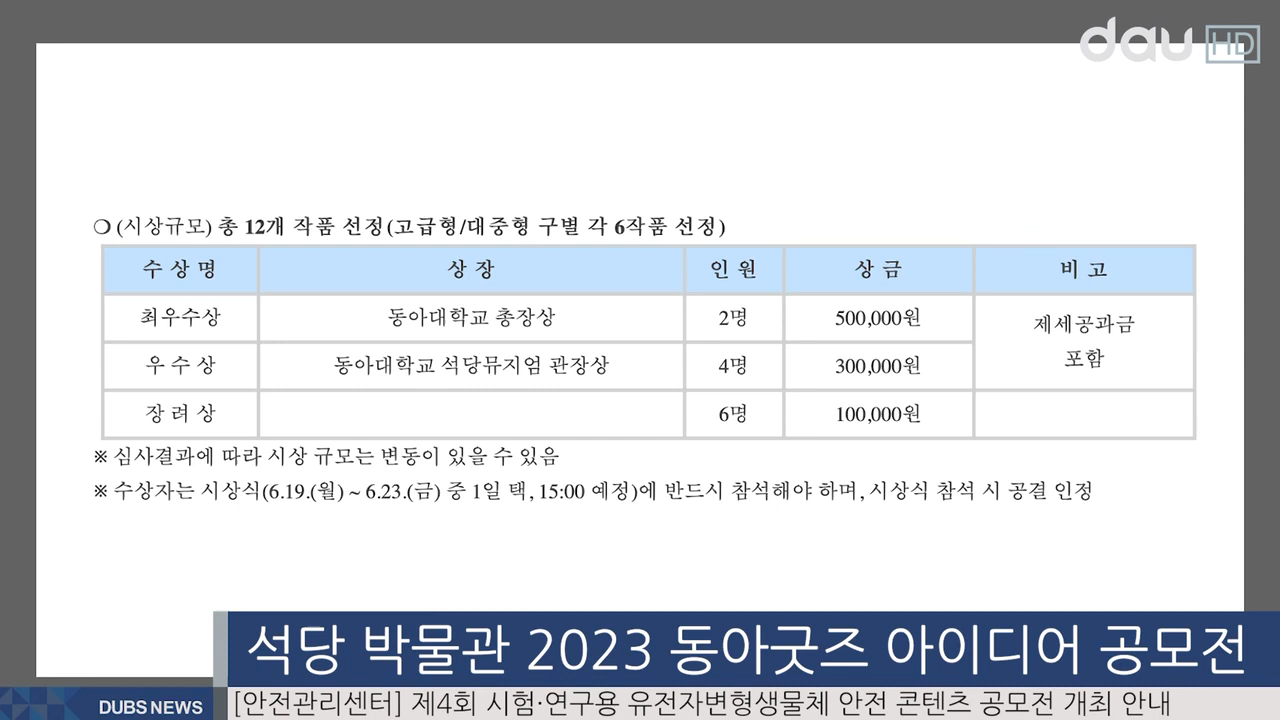 dau HD
❍ (시상규모) 총 12개 작품 선정(고급형/대중형 구별 각 6작품 선정)
수 상 명 상 장 인 원 상 금 비 고
최우수상 동아대학교 총장상 2명 500,000원 제세공과금 포함
우 수 상 동아대학교 석당뮤지엄 관장상 4명 300,000원
장 려 상 6명 100,000원
※ 심사결과에 따라 시상 규모는 변동이 있을 수 있음
※ 수상자는 시상식(6.19.(월) ~ 6.23.(금) 중 1일 택, 15:00 예정)에 반드시 참석해야 하며, 시상식 참석 시 공결 인정
석당 박물관 2023 동아굿즈 아이디어 공모전
DUBS NEWS [안전관리센터] 제4회 시험·연구용 유전자변형생물체 안전 콘텐츠 공모전 개최 안내